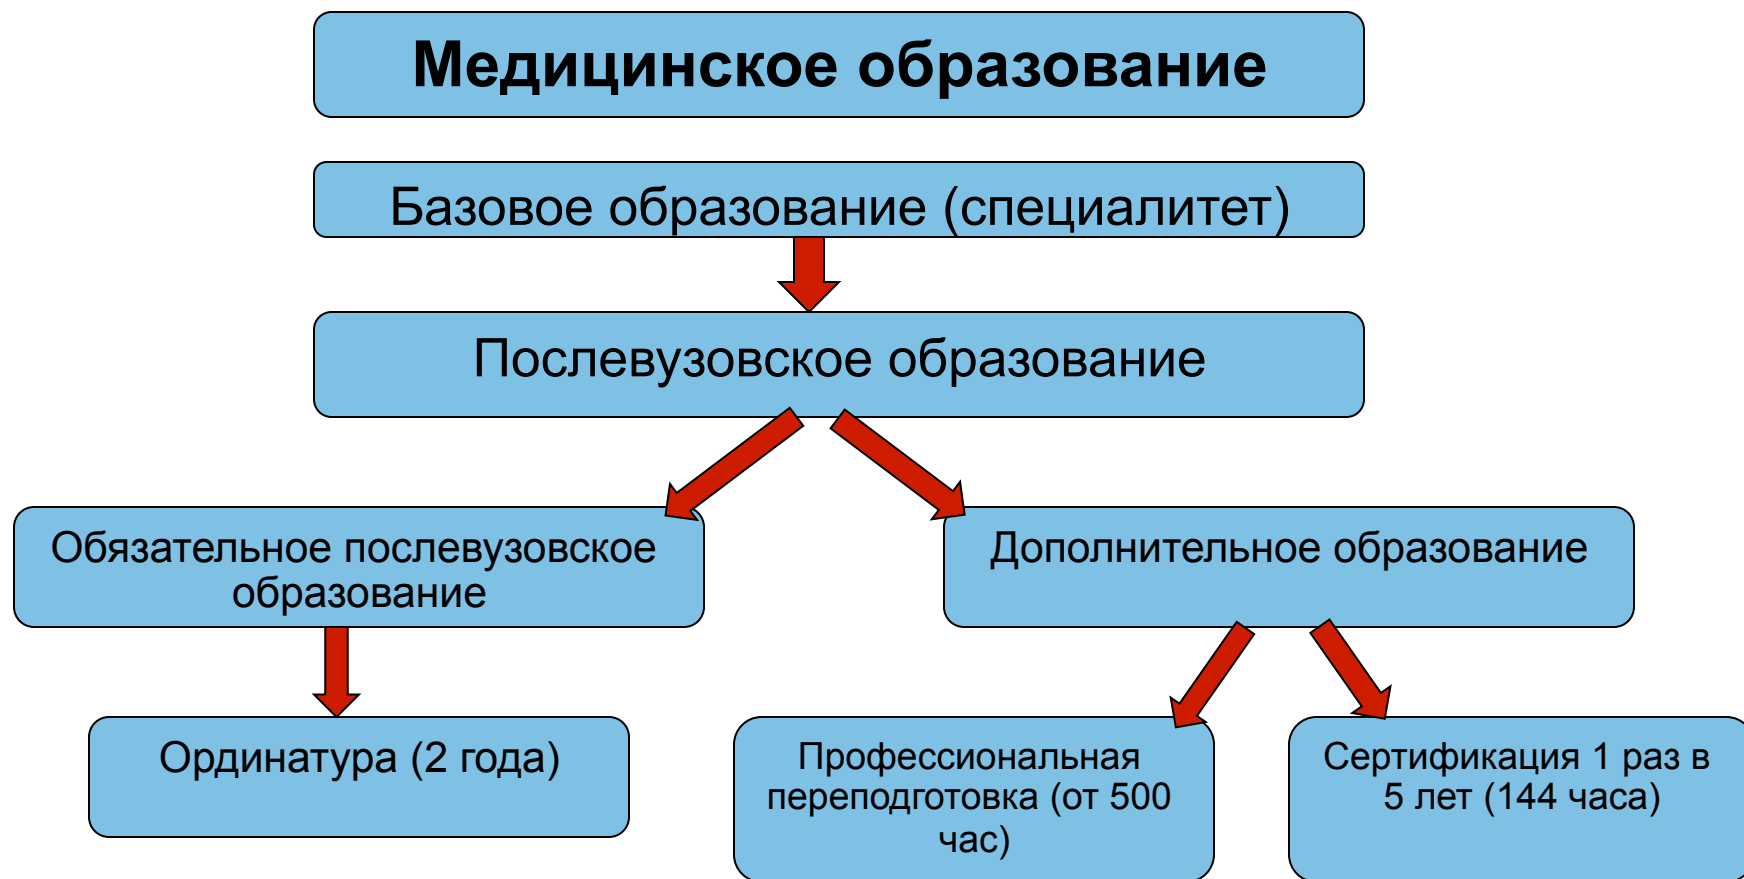 Медицинское образование
Базовое образование (специалитет)
Послевузовское образование
Обязательное послевузовское
образование
Дополнительное образование
Ординатура (2 года)
Профессиональная
переподготовка (от 500
час)
Сертификация 1 раз в
5 лет (144 часа)